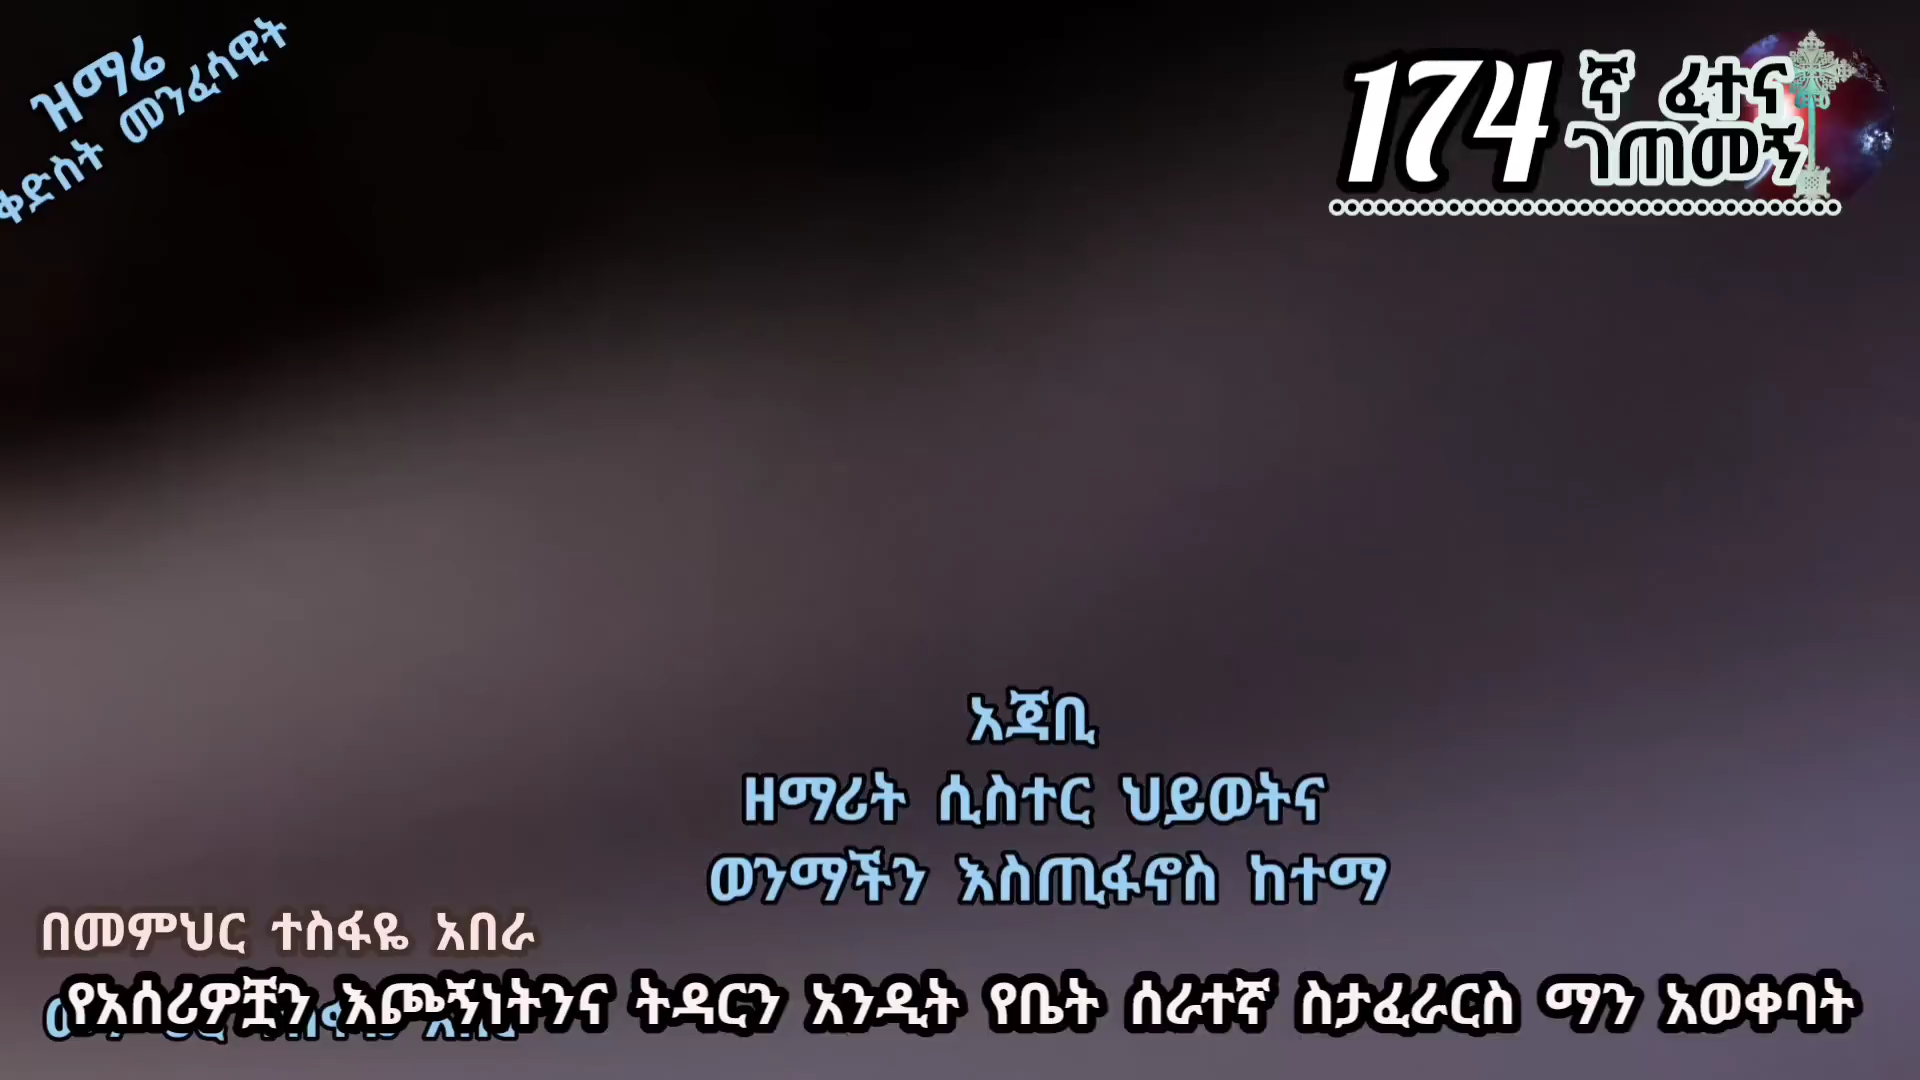 ዝማሬ
ቅድስት መንፈሳዊት
174 ኛ ፈተና
ገጠመኝ
አጃቢ
ዘማሪት ሲስተር ህይወትና
ወንማችን እስጢፋኖስ ከተማ
በመምህር ተስፋዬ አበራ
የአሰሪዎቿን እጮኝነትንና ትዳርን አንዲት የቤት ሰራተኛ ስታፈራርስ ማን አወቀባት